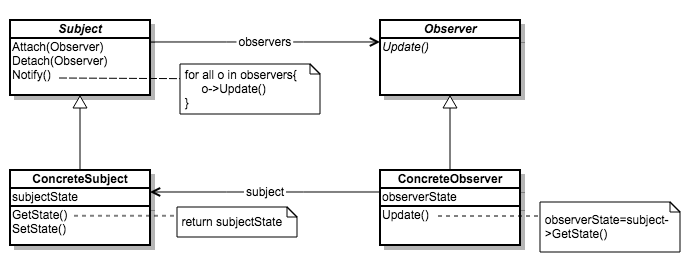 Subject
Attach(Observer)
Detach(Observer)
Notify()
observers
Observer
Update()
for all o in observers{
o->Update()
}
ConcreteSubject
subjectState
GetState()
SetState()
return subjectState
subject
ConcreteObserver
observerState
Update()
observerState=subject-
>GetState()